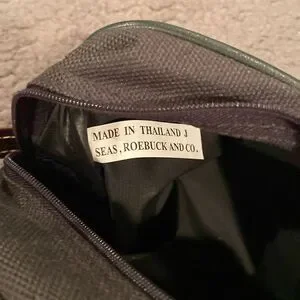 MADE IN THAILAND J
SEAS, ROEBUCK AND CO.